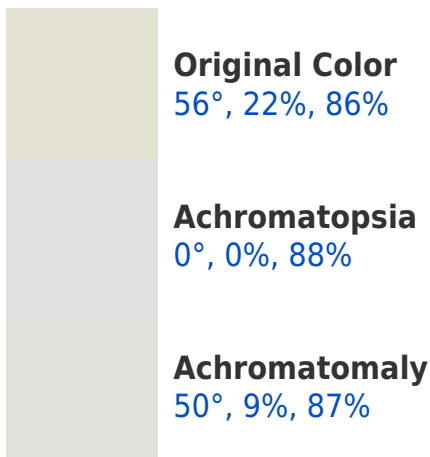 Original Color
56°, 22%, 86%
Achromatopsia
0°, 0%, 88%
Achromatomaly
50°, 9%, 87%